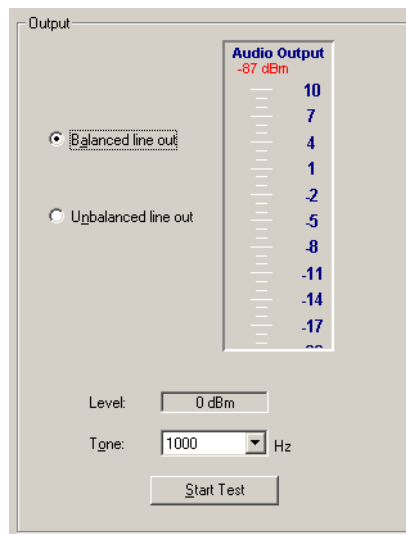 Output
Audio Output
-87 dBm
10
7
4
1
-2
-5
-8
-11
-14
-17
Balanced line out
Unbalanced line out
Level: 0 dBm
Tone: 1000 Hz
Start Test